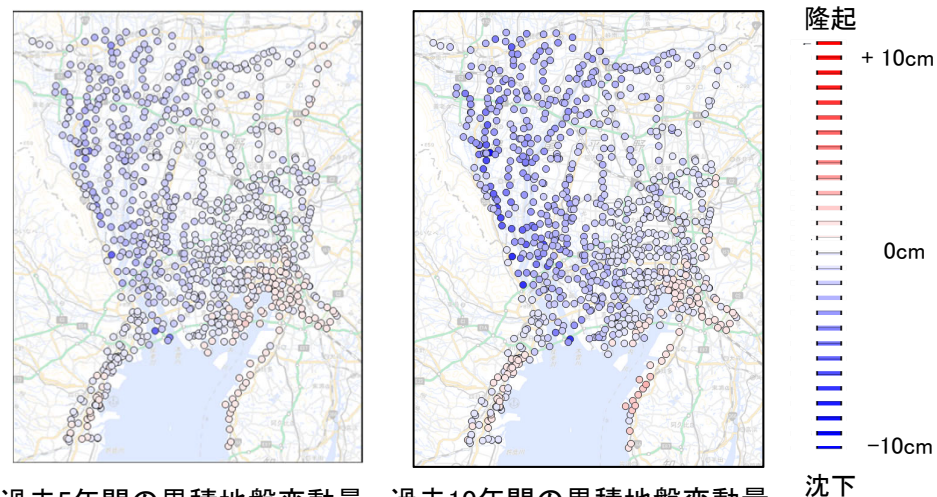 隆起
+ 10cm
0cm
-10cm
沈下
過去5年間の累積地盤変動量
過去10年間の累積地盤変動量